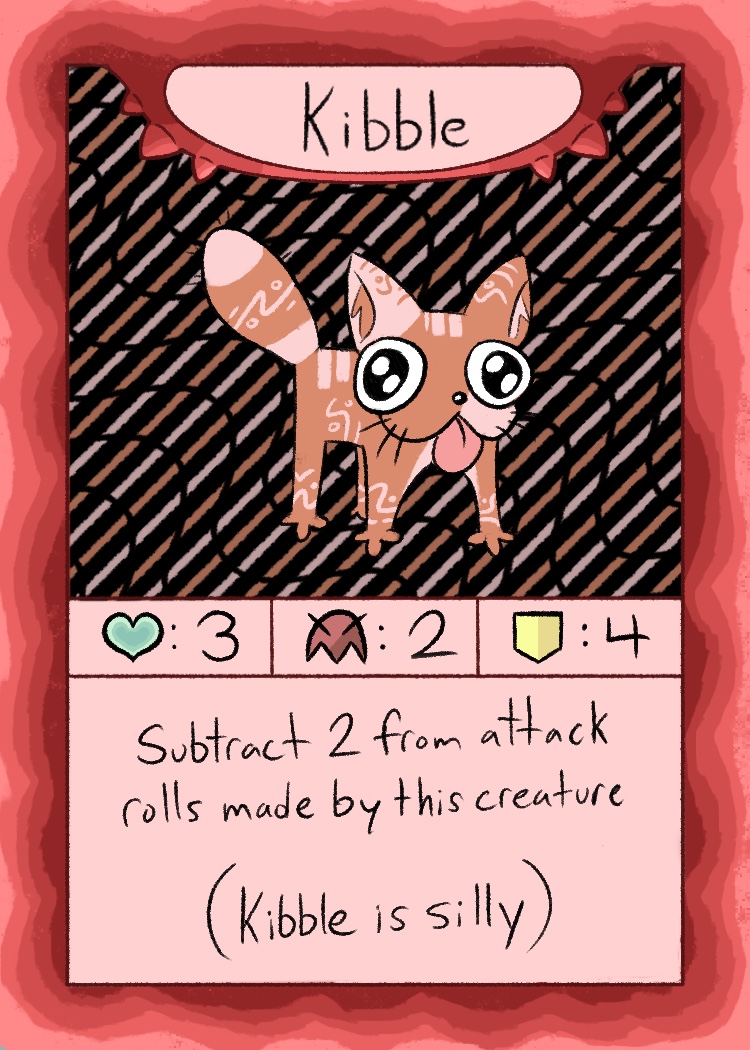 Kibble
: 3 : 2 : 4
Subtract 2 from attack
rolls made by this creature
(Kibble is silly)